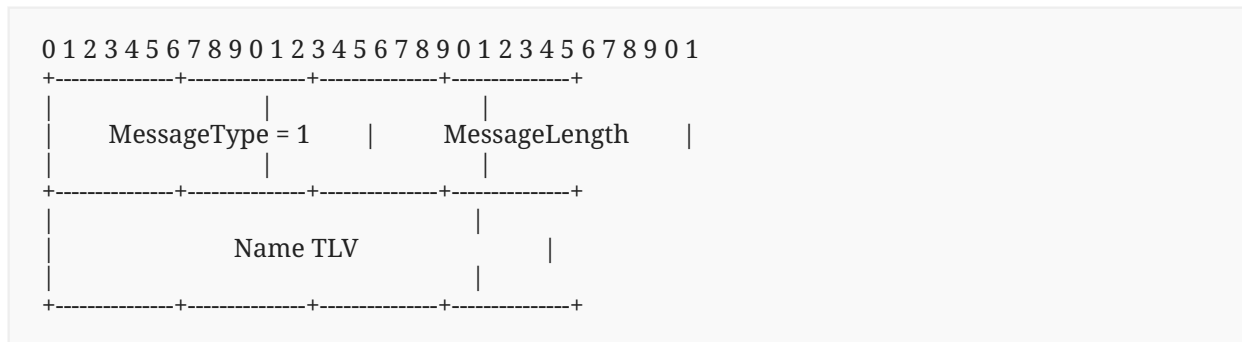 0 1 2 3 4 5 6 7 8 9 0 1 2 3 4 5 6 7 8 9 0 1 2 3 4 5 6 7 8 9 0 1
+---------------+---------------+---------------+---------------+
| | |
| MessageType = 1 | MessageLength |
| | |
+---------------+---------------+---------------+---------------+
| |
| Name TLV |
| |
+---------------+---------------+---------------+---------------+